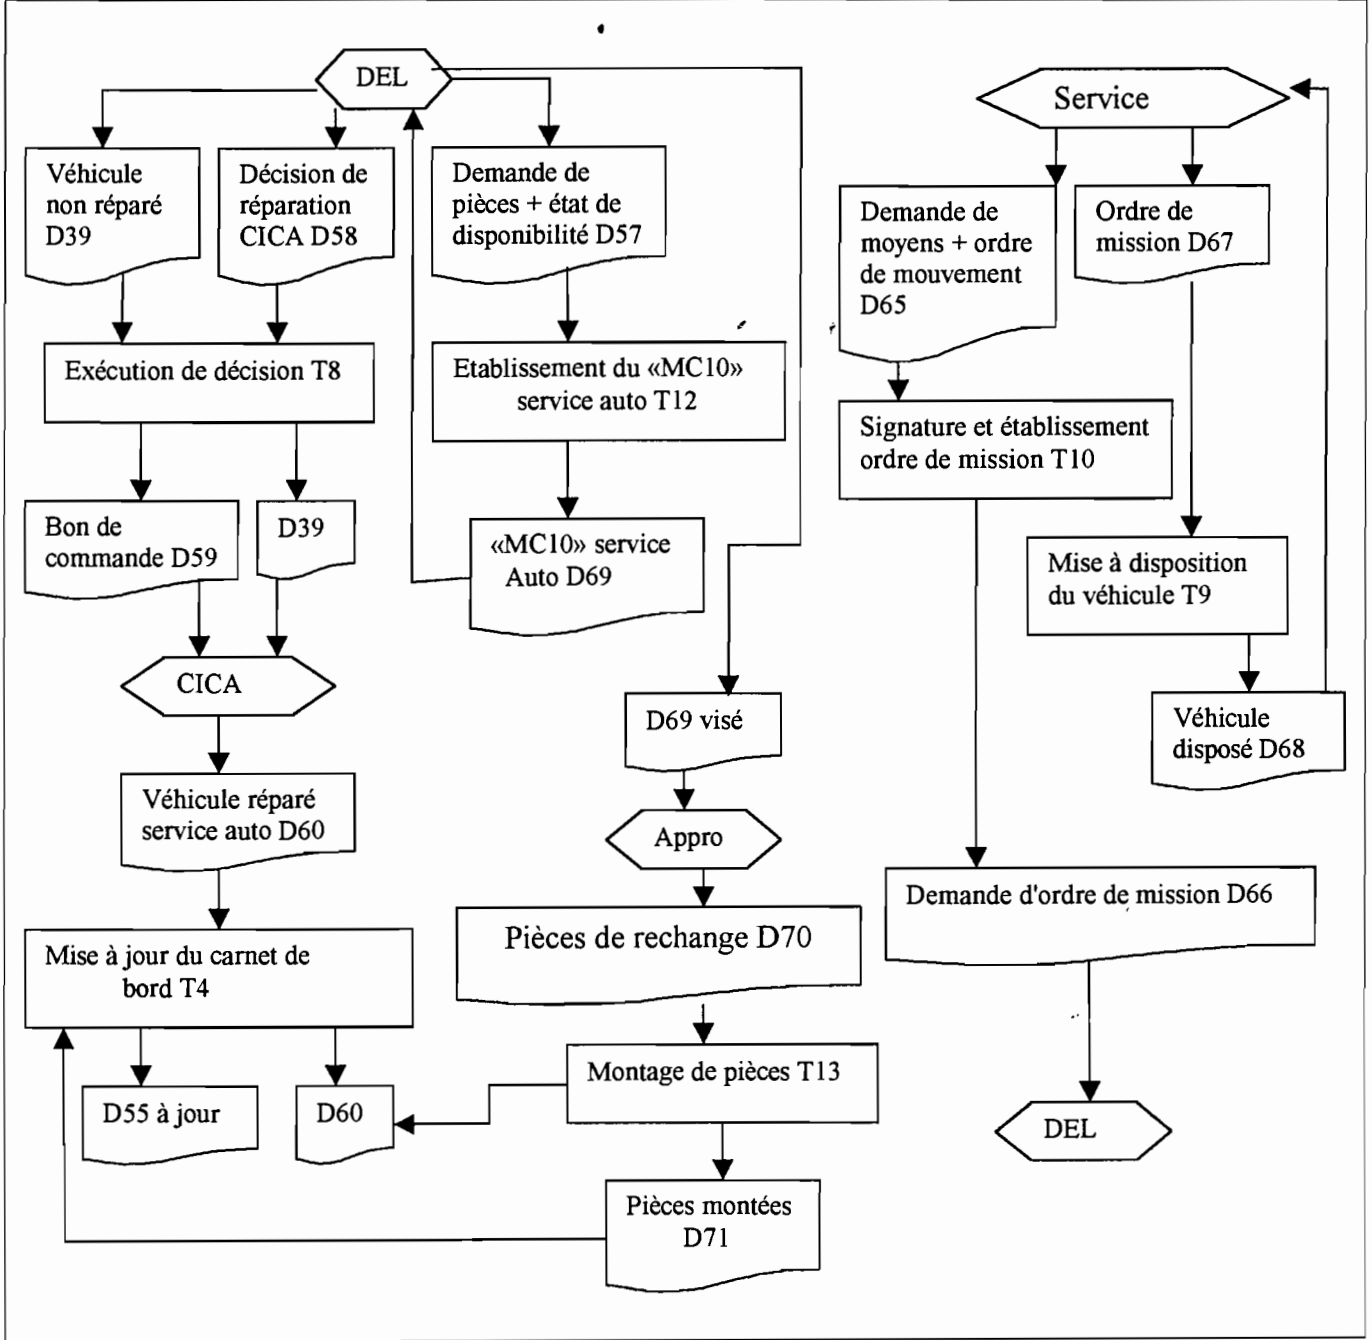 DEL
Service
Véhicule
non réparé
D39
Décision de
réparation
CICA D58
Demande de
pièces + état de
disponibilité D57
Demande de
moyens + ordre
de mouvement
D65
Ordre de
mission D67
Exécution de décision T8
Etablissement du «MC10»
service auto T12
Signature et établissement
ordre de mission T10
Bon de
commande D59
D39
«MC10» service
Auto D69
Mise à disposition
du véhicule T9
CICA
D69 visé
Véhicule
disposé D68
Véhicule réparé
service auto D60
Appro
Demande d'ordre de mission D66
Pièces de rechange D70
Mise à jour du carnet de
bord T4
Montage de pièces T13
D55 à jour
D60
DEL
Pièces montées
D71